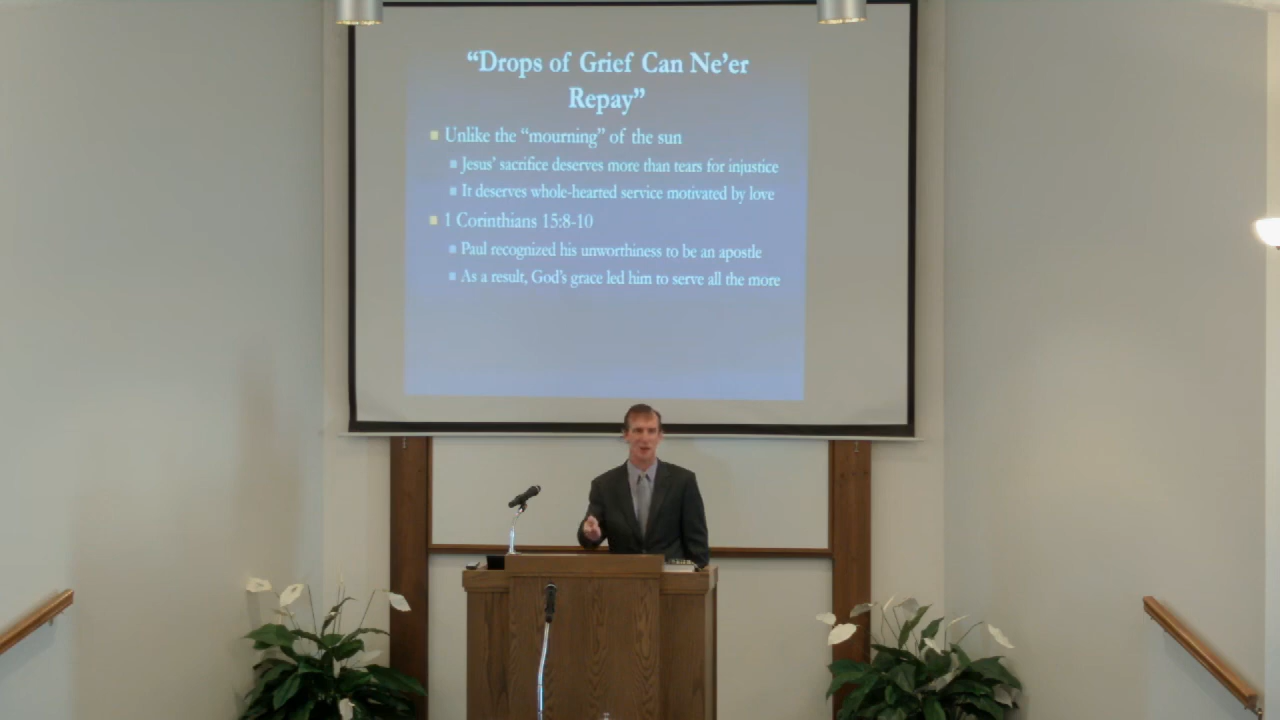 “Drops of Grief Can Ne’er
Repay”
Unlike the “mourning” of the sun
Jesus’ sacrifice deserves more than tears for injustice
It deserves whole-hearted service motivated by love
1 Corinthians 15:8-10
Paul recognized his unworthiness to be an apostle
As a result, God’s grace led him to serve all the more